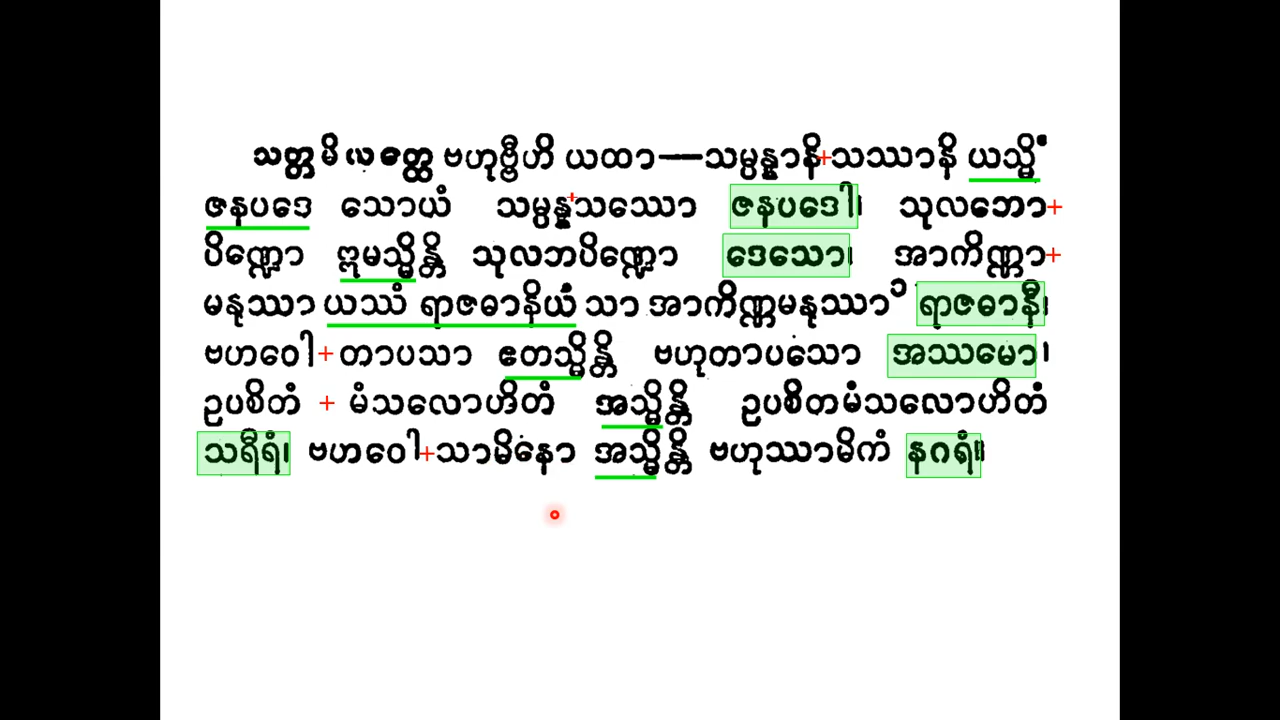 သတ္တမိယတ္ထေ ဗဟုဗ္ဗီဟိ ယထာ—သမ္ပန္နာနိ+သဿာနိ ယသ္မိံ
ဇနပဒေ သောယံ သမ္ပန္န+သဿော ဇနပဒေါ၊ သုလဘော+
ပိဏ္ဍော ဣမသ္မိန္တိ သုလဘပိဏ္ဍော ဒေသော၊ အာကိဏ္ဏာ+
မနုဿာ ယဿံ ရာဇဓာနိယံ သာ အာကိဏ္ဏမနုဿာ ရာဇဓာနီ၊
ဗဟဝေါ+တာပသာ ဧတသ္မိန္တိ ဗဟုတာပသော အဿမော၊
ဥပစိတံ + မံသလောဟိတံ အသ္မိန္တိ ဥပစိတမံသလောဟိတံ
သရီရံ၊ ဗဟဝေါ+သာမိနော အသ္မိန္တိ ဗဟုဿာမိကံ နဂရံ။